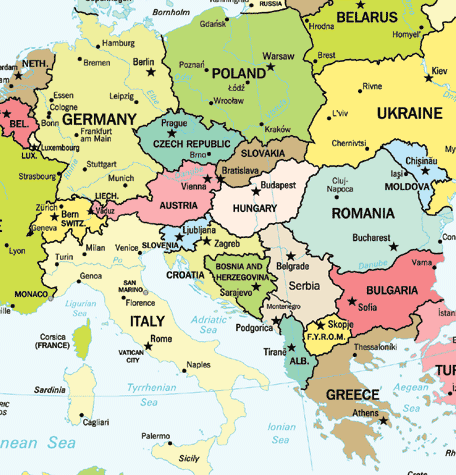 Bornholm
RUSSIA
BELARUS
Gdańsk
Hrodna
Homyel'
Hamburg
Bremen
Berlin
NETH.
Poznań
Warsaw
POLAND
Łódź
Wrocław
Brest
Kiev
Rivne
Essen
Cologne
Bonn
Leipzig
GERMANY
BEL.
Frankfurt
am Main
LUX.
Luxembourg
Prague
CZECH REPUBLIC
Brno
Kraków
L'viv
UKRAINE
Chernivtsi
Strasbourg
Stuttgart
Munich
SLOVAKIA
Bratislava
Vienna
LIECH.
Vaduz
Zürich
Bern
SWITZ.
Geneva
Lyon
AUSTRIA
Budapest
HUNGARY
Cluj-
Napoca
Iaşi
Chişinău
MOLDOVA
ROMANIA
Bucharest
Danube
Ljubljana
SLOVENIA
Zagreb
CROATIA
Milan
Venice
Turin
Genoa
BOSNIA AND
HERZEGOVINA
Sarajevo
Belgrade
Serbia
Montenegro
Podgorica
Varna
BULGARIA
Sofia
MONACO
SAN
MARINO
Florence
Ligurian
Sea
Corsica
(FRANCE)
ITALY
Rome
VATICAN
CITY
Adriatic
Sea
Skopje
F.Y.R.O.M.
Tiranë
ALB.
Thessaloniki
Naples
Sardinia
Tyrrhenian
Sea
Cagliari
GREECE
Aegean
Sea
Athens
Ionian
Sea
Palermo
Sicily
nean Sea
Crete